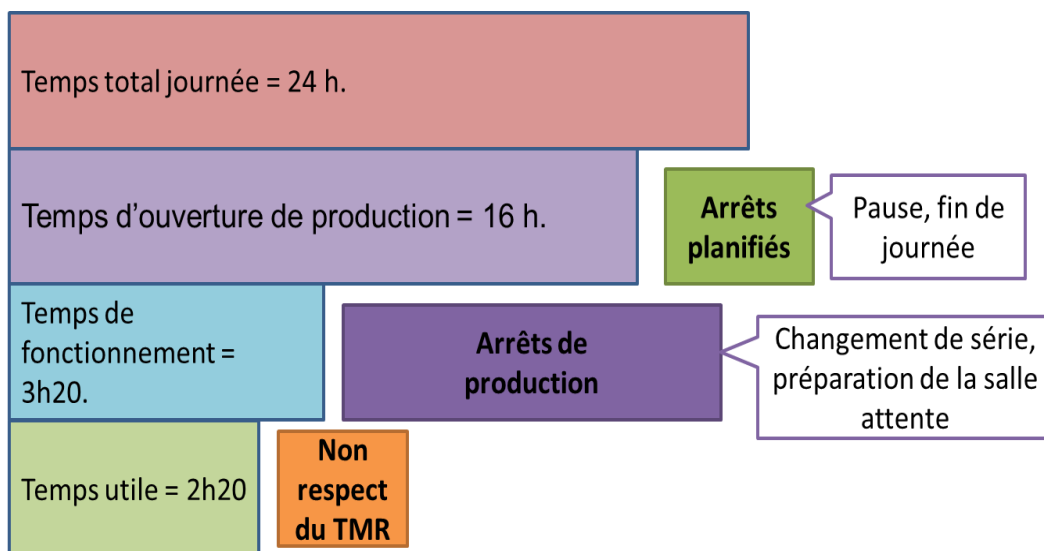 Temps total journée = 24 h.
Temps d’ouverture de production = 16 h.
Arrêts
planifiés
Pause, fin de
journée
Temps de
fonctionnement =
3h20.
Arrêts de
production
Changement de série,
préparation de la salle
attente
Temps utile = 2h20
Non
respect
du TMR